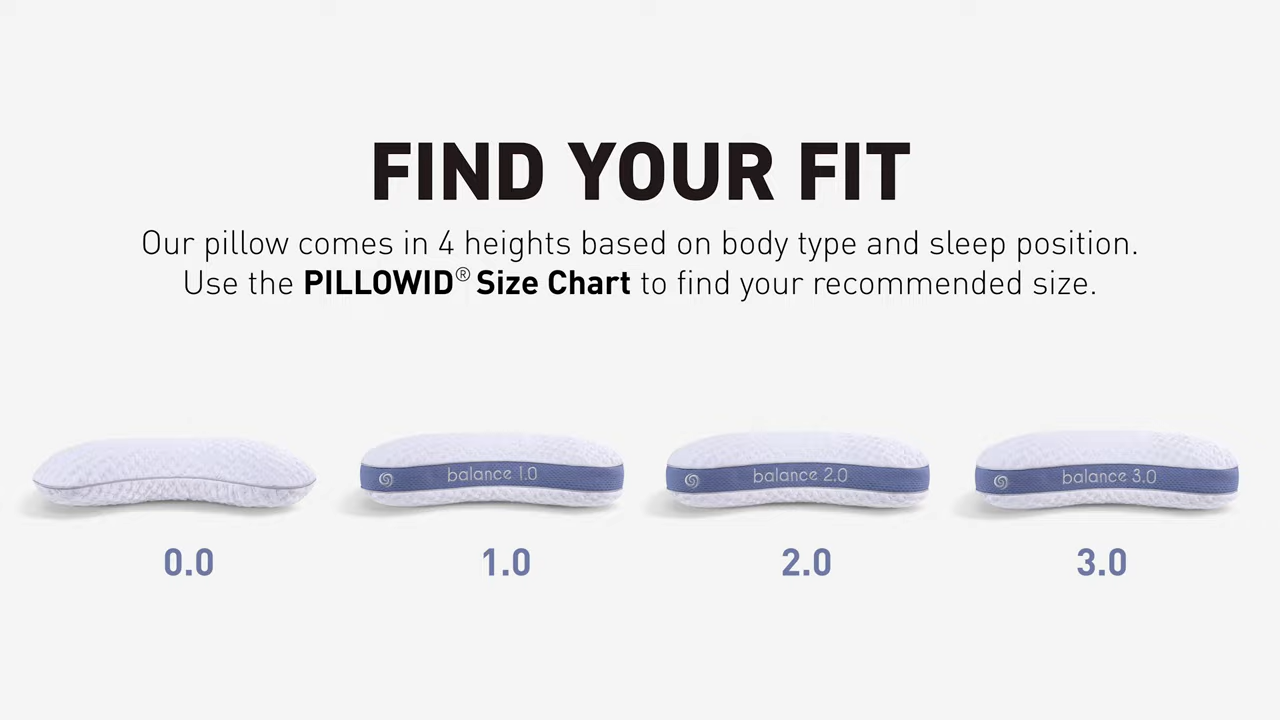 FIND YOUR FIT
Our pillow comes in 4 heights based on body type and sleep position.
Use the PILLOWID® Size Chart to find your recommended size.
balance 1.0
balance 2.0
balance 3.0
0.0
1.0
2.0
3.0